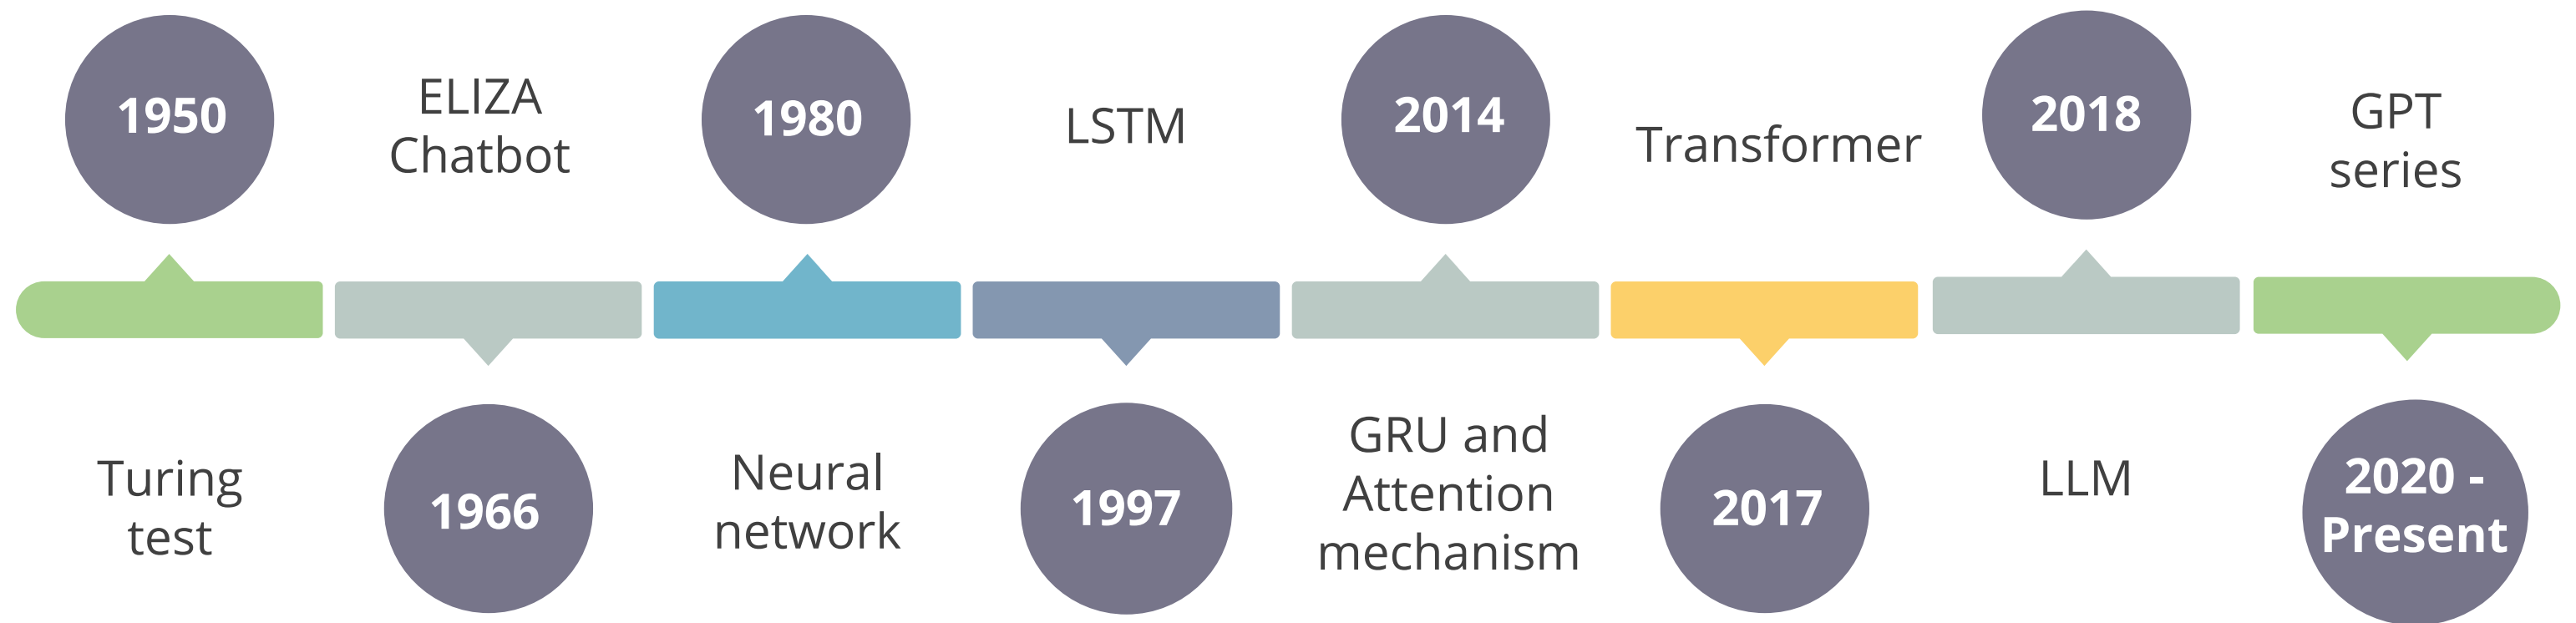 1950
Turing
test
ELIZA
Chatbot
1966
1980
Neural
network
LSTM
1997
2014
GRU and
Attention
mechanism
Transformer
2017
2018
LLM
GPT
series
2020 -
Present